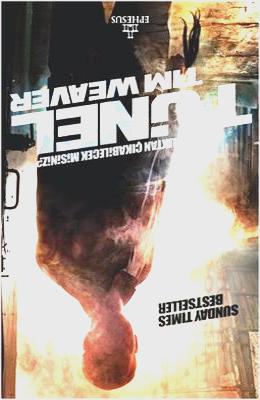 SUNDAY TIMES
BESTSELLER
ÇIKABİLECEK MİSİNİZ?
TÜNEL
TIM WEAVER
EPHESUS